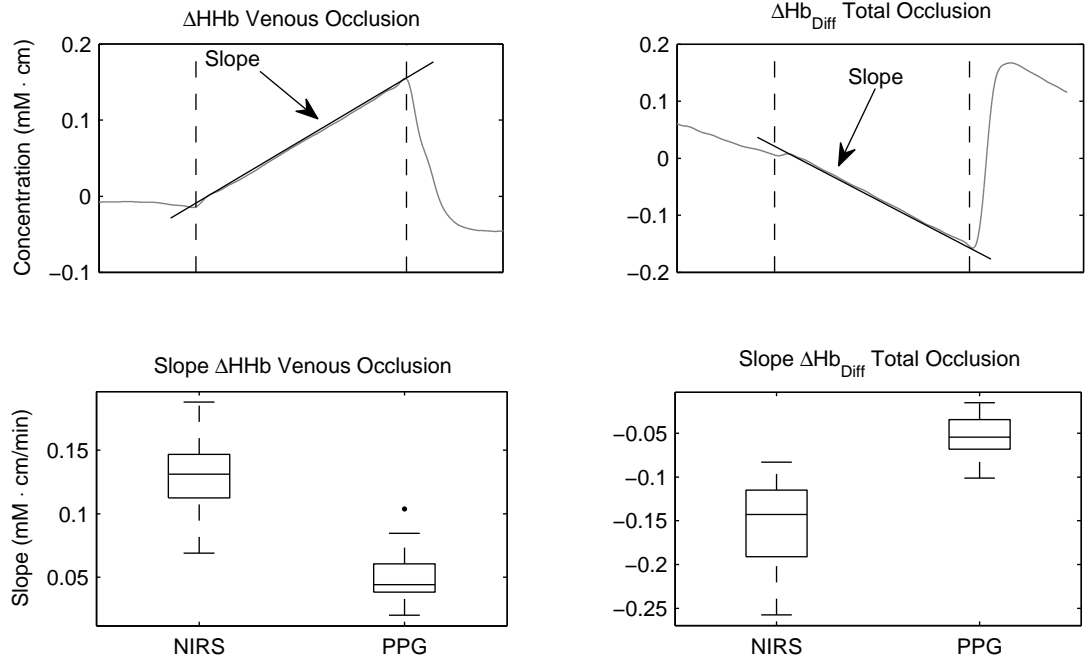 ΔHHb Venous Occlusion
Concentration (mM · cm)
0.2
0.1
0
−0.1
Slope
ΔHb_Diff Total Occlusion
0.2
0.1
0
−0.1
−0.2
Slope
Slope ΔHHb Venous Occlusion
Slope (mM · cm/min)
0.15
0.1
0.05
NIRS PPG
Slope ΔHb_Diff Total Occlusion
−0.05
−0.1
−0.15
−0.2
−0.25
NIRS PPG